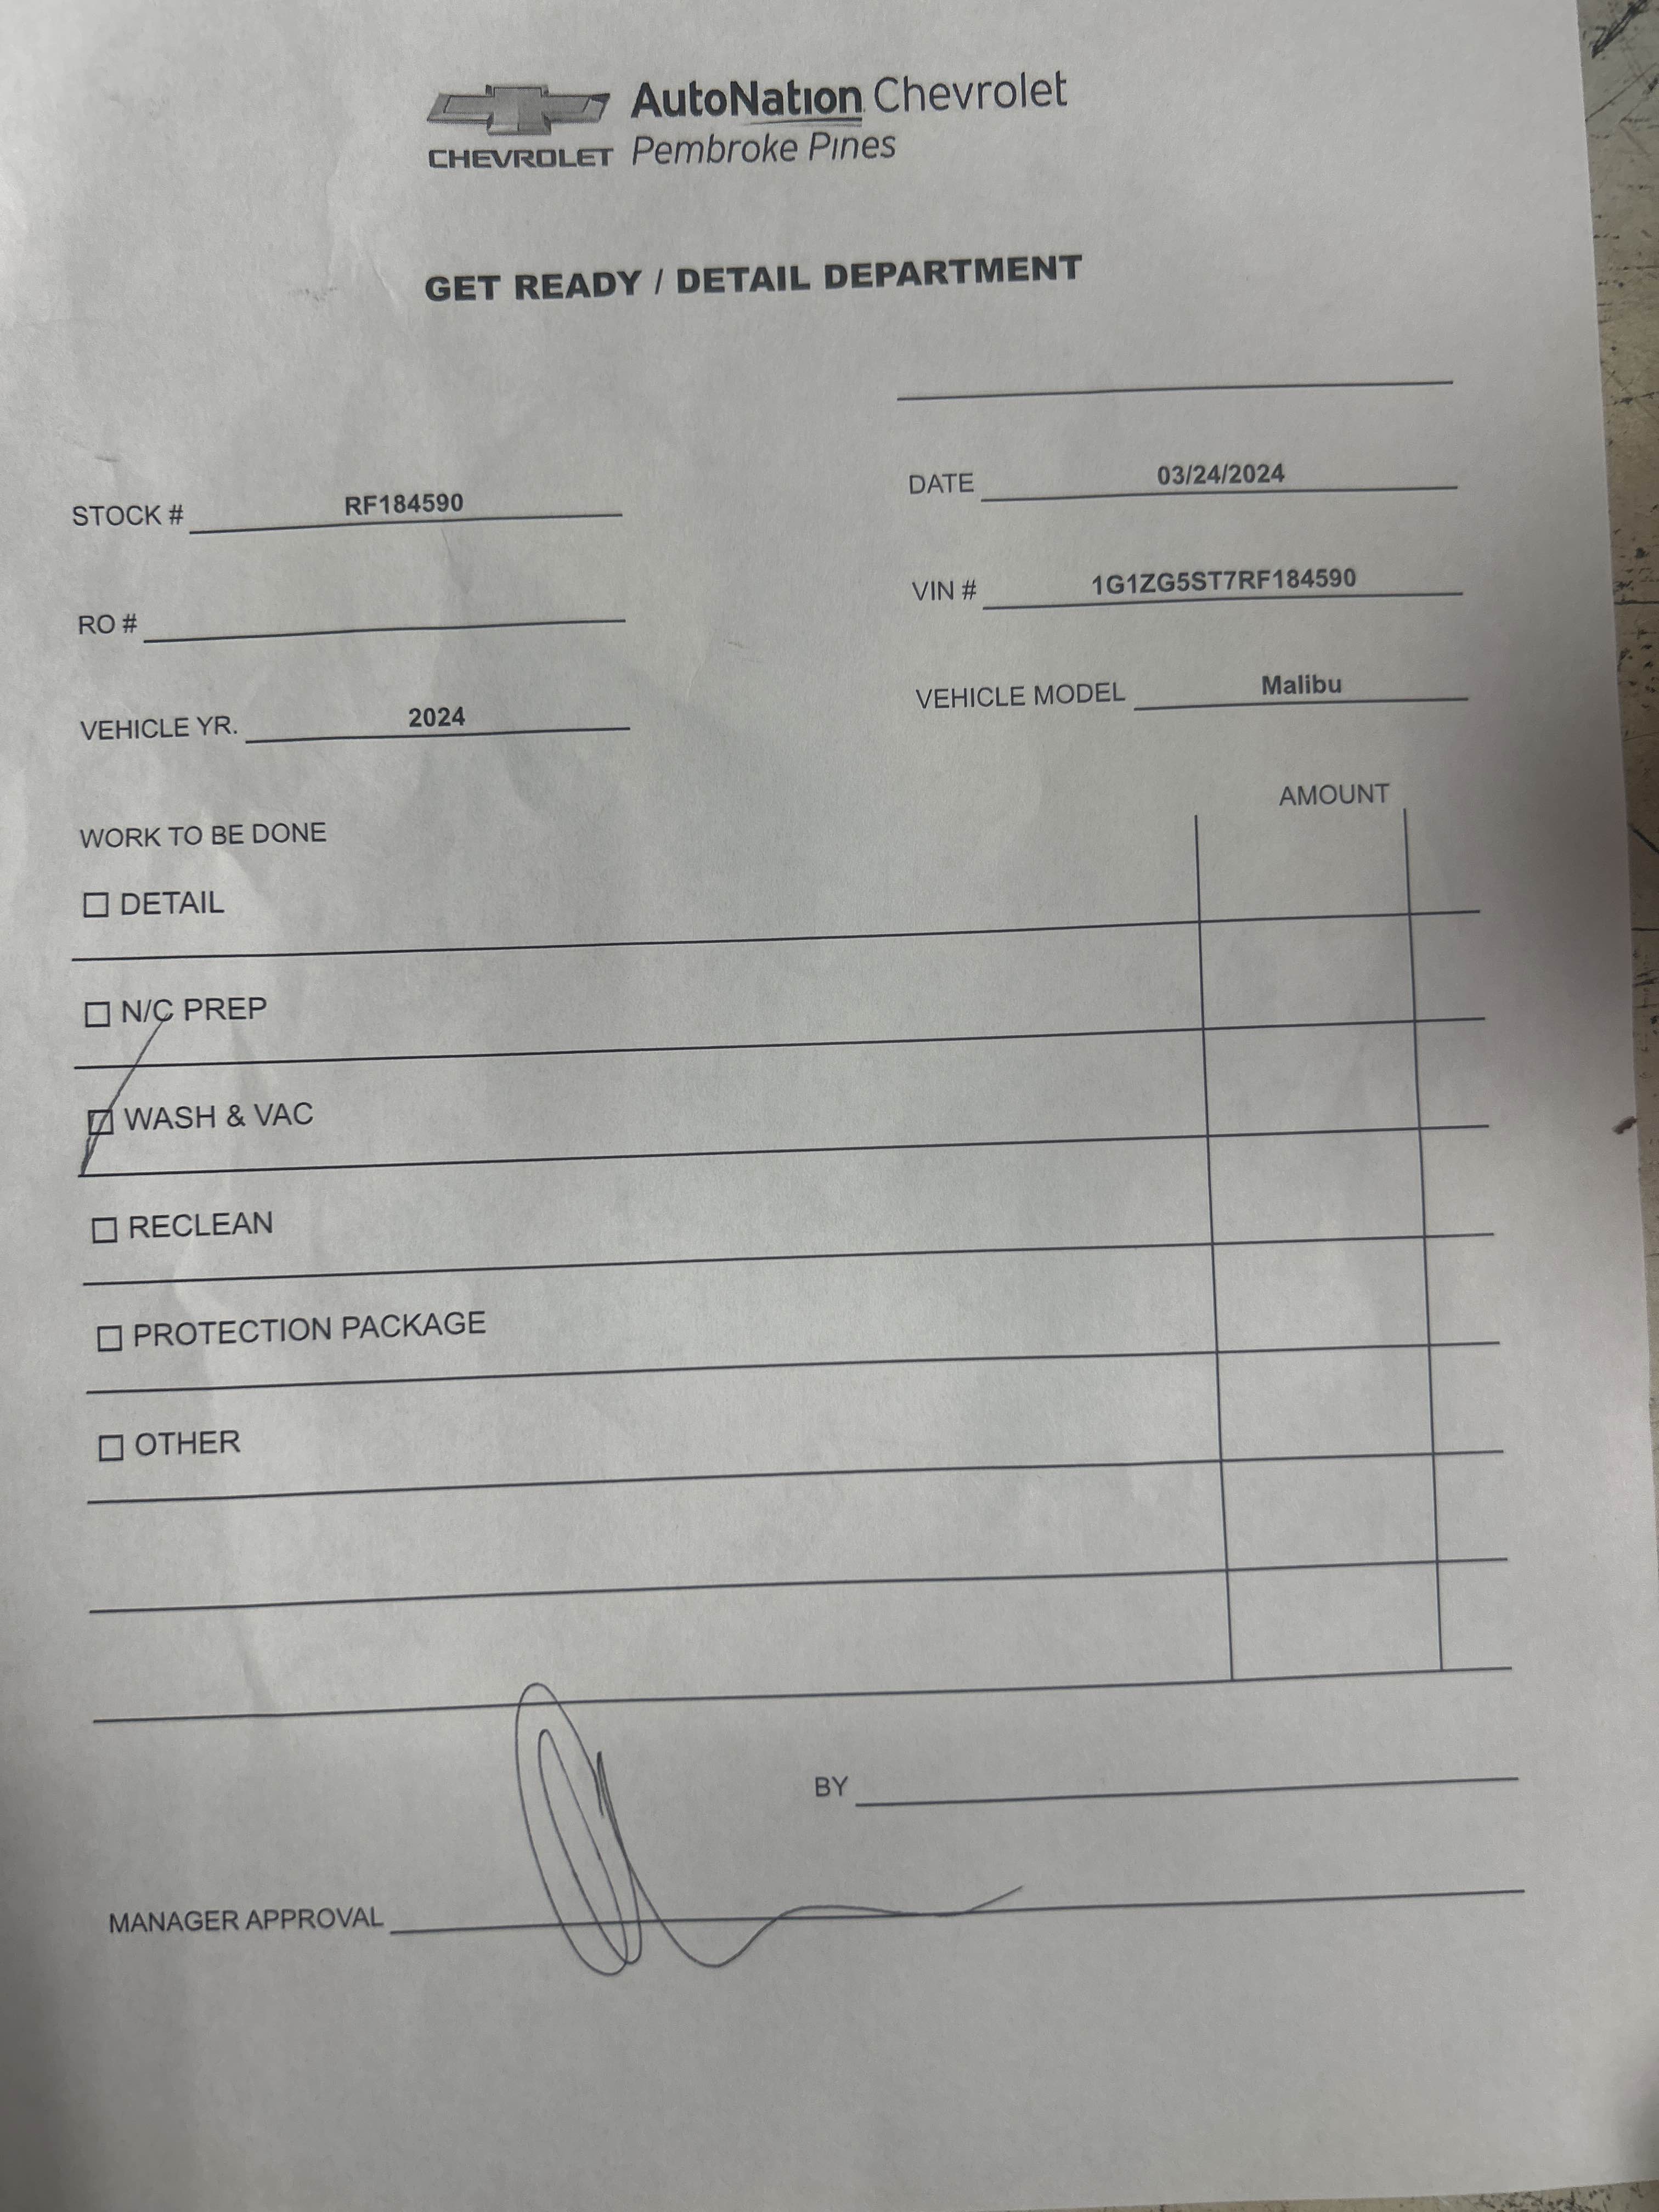 AutoNation Chevrolet
CHEVROLET Pembroke Pines
GET READY / DETAIL DEPARTMENT
STOCK # RF184590
DATE 03/24/2024
RO #
VIN # 1G1ZG5ST7RF184590
VEHICLE YR. 2024
VEHICLE MODEL Malibu
WORK TO BE DONE
AMOUNT
DETAIL
N/C PREP
WASH & VAC
RECLEAN
PROTECTION PACKAGE
OTHER
BY
MANAGER APPROVAL